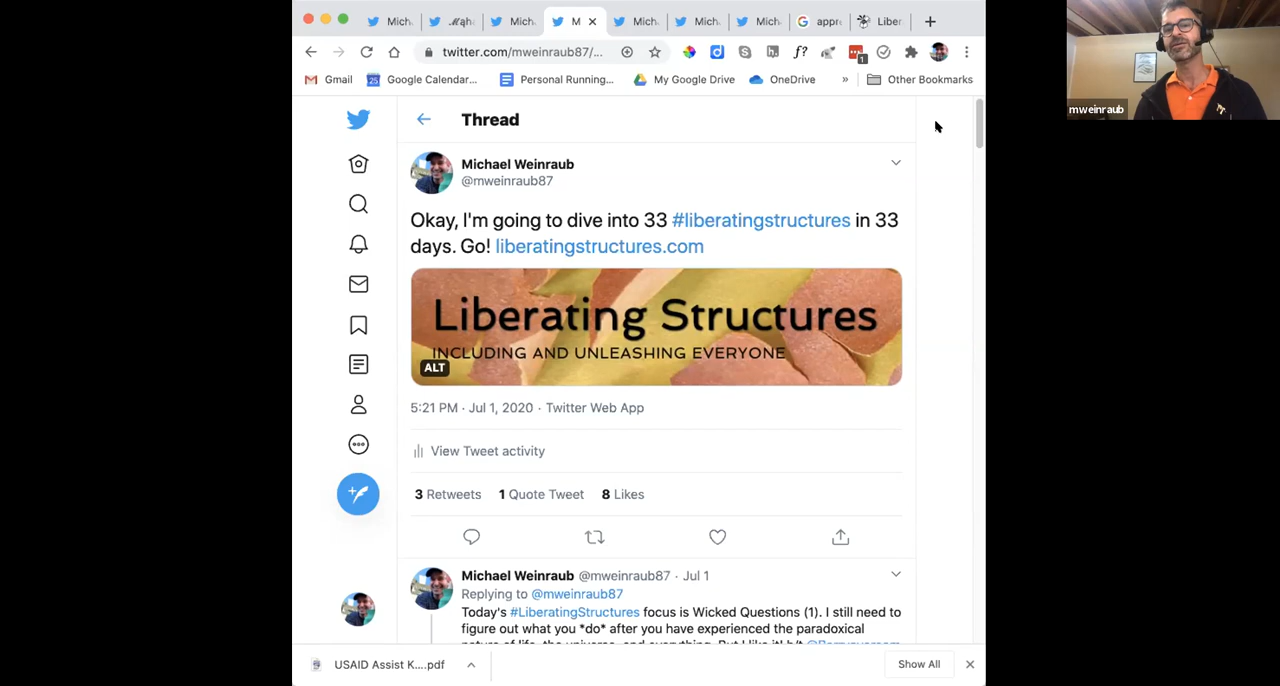 Mich
Mich
M
Mich
Mich
Mich
appr
Liber
twitter.com/mweinraub87/...
1
Gmail
Google Calendar...
Personal Running...
My Google Drive
OneDrive
»
Other Bookmarks
mweinraub
Thread
Michael Weinraub
@mweinraub87
Okay, I'm going to dive into 33 #liberatingstructures in 33
days. Go! liberatingstructures.com
Liberating Structures
INCLUDING AND UNLEASHING EVERYONE
ALT
5:21 PM · Jul 1, 2020 · Twitter Web App
View Tweet activity
3 Retweets 1 Quote Tweet 8 Likes
Michael Weinraub @mweinraub87 · Jul 1
Replying to @mweinraub87
Today's #LiberatingStructures focus is Wicked Questions (1). I still need to
figure out what you *do* after you have experienced the paradoxical
USAID Assist K....pdf
Show All